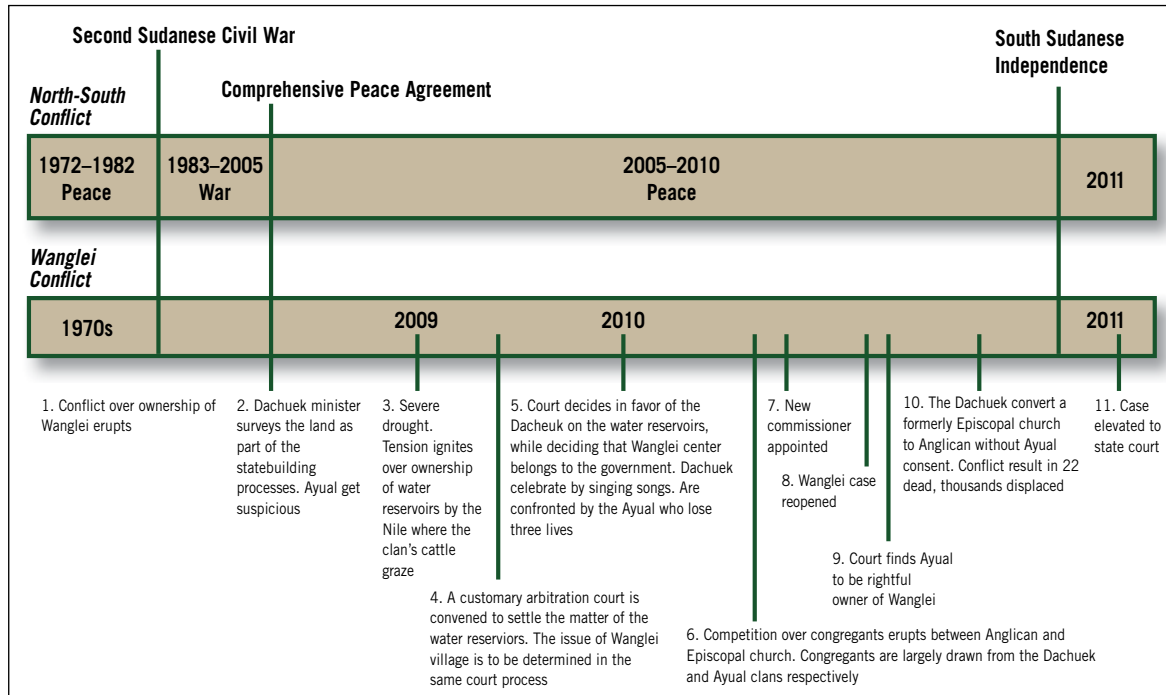 Second Sudanese Civil War
South Sudanese
Independence
Comprehensive Peace Agreement
North-South
Conflict
1972–1982
Peace
1983–2005
War
2005–2010
Peace
2011
Wanglei
Conflict
1970s
2009
2010
2011
1. Conflict over ownership of
Wanglei erupts
2. Dachuek minister
surveys the land as
part of the
statebuilding
processes. Ayual get
suspicious
3. Severe
drought.
Tension ignites
over ownership
of water
reservoirs by the
Nile where the
clan's cattle
graze
4. A customary arbitration court is
convened to settle the matter of the
water reserviors. The issue of Wanglei
village is to be determined in the
same court process
5. Court decides in favor of the
Dacheuk on the water reservoirs,
while deciding that Wanglei center
belongs to the government. Dachuek
celebrate by singing songs. Are
confronted by the Ayual who lose
three lives
6. Competition over congregants erupts between Anglican and
Episcopal church. Congregants are largely drawn from the Dachuek
and Ayual clans respectively
7. New
commissioner
appointed
8. Wanglei case
reopened
9. Court finds Ayual
to be rightful
owner of Wanglei
10. The Dachuek convert a
formerly Episcopal church
to Anglican without Ayual
consent. Conflict result in 22
dead, thousands displaced
11. Case
elevated to
state court